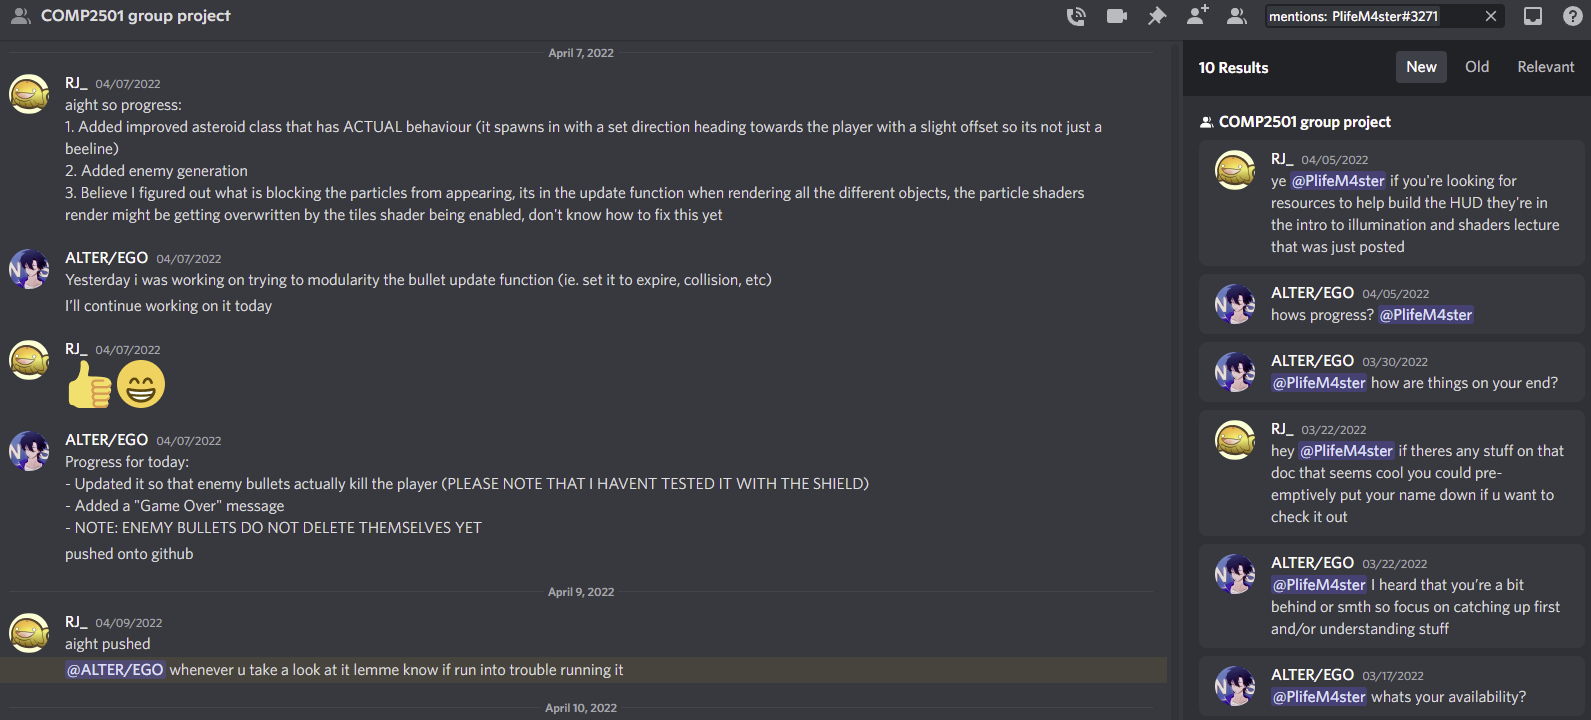 COMP2501 group project
mentions: PlifeM4ster#3271
April 7, 2022
RJ_ 04/07/2022
aight so progress:
1. Added improved asteroid class that has ACTUAL behaviour (it spawns in with a set direction heading towards the player with a slight offset so its not just a
beeline)
2. Added enemy generation
3. Believe I figured out what is blocking the particles from appearing, its in the update function when rendering all the different objects, the particle shaders
render might be getting overwritten by the tiles shader being enabled, don't know how to fix this yet
ALTER/EGO 04/07/2022
Yesterday i was working on trying to modularity the bullet update function (ie. set it to expire, collision, etc)
I'll continue working on it today
RJ_ 04/07/2022
ALTER/EGO 04/07/2022
Progress for today:
- Updated it so that enemy bullets actually kill the player (PLEASE NOTE THAT I HAVENT TESTED IT WITH THE SHIELD)
- Added a "Game Over" message
- NOTE: ENEMY BULLETS DO NOT DELETE THEMSELVES YET
pushed onto github
April 9, 2022
RJ_ 04/09/2022
aight pushed
@ALTER/EGO whenever u take a look at it lemme know if run into trouble running it
April 10, 2022
10 Results
New
Old
Relevant
COMP2501 group project
RJ_ 04/05/2022
ye @PlifeM4ster if you're looking for
resources to help build the HUD they're in
the intro to illumination and shaders lecture
that was just posted
ALTER/EGO 04/05/2022
hows progress? @PlifeM4ster
ALTER/EGO 03/30/2022
@PlifeM4ster how are things on your end?
RJ_ 03/22/2022
hey @PlifeM4ster if theres any stuff on that
doc that seems cool you could pre-
emptively put your name down if u want to
check it out
ALTER/EGO 03/22/2022
@PlifeM4ster I heard that you're a bit
behind or smth so focus on catching up first
and/or understanding stuff
ALTER/EGO 03/17/2022
@PlifeM4ster whats your availability?